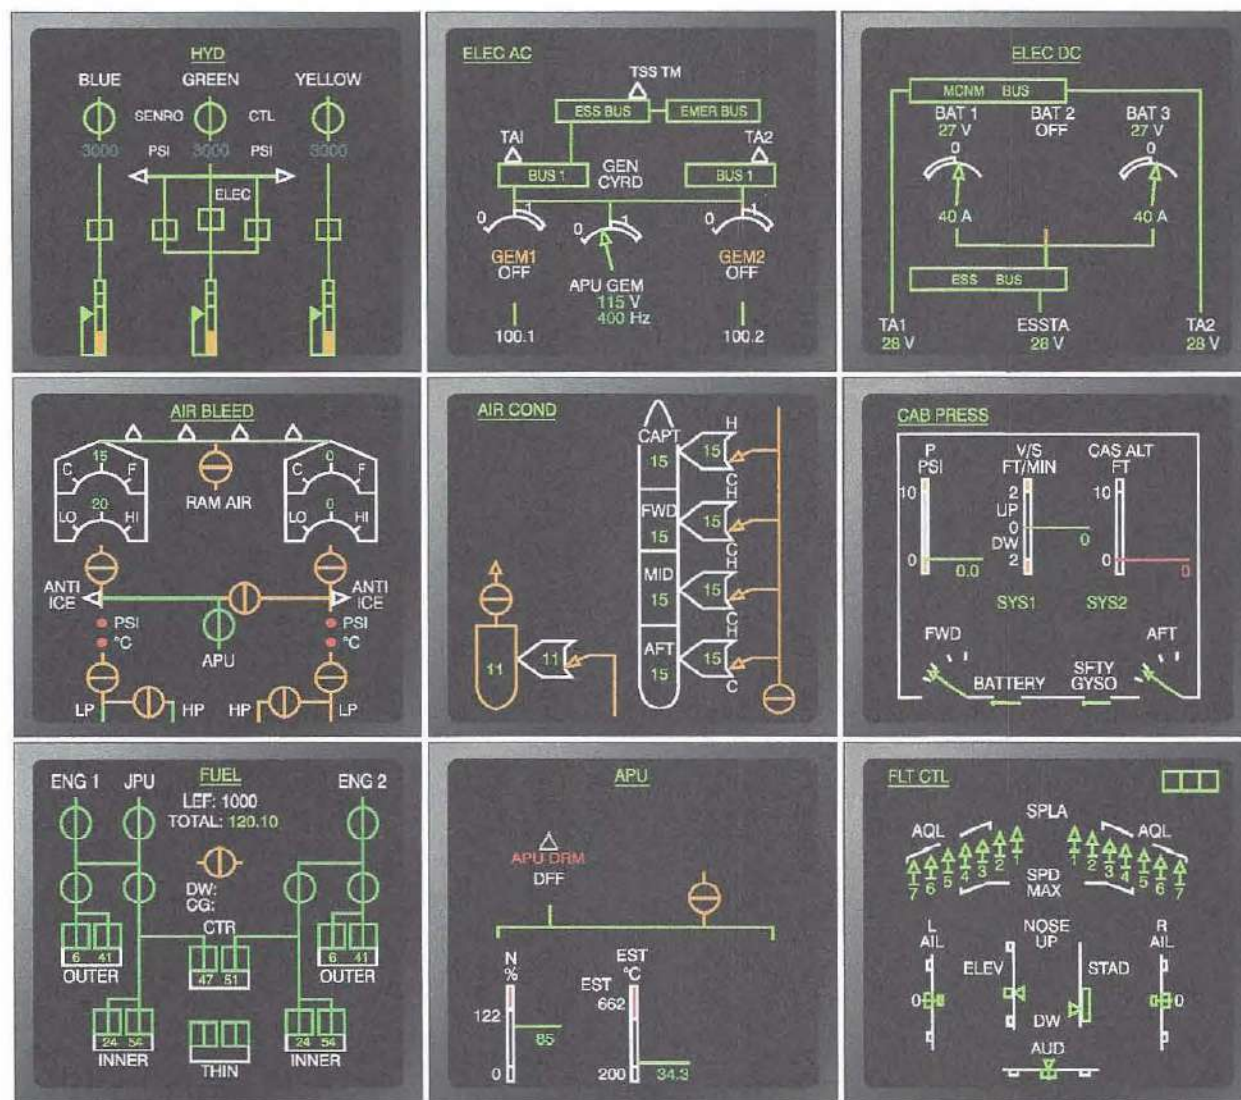 HYD
BLUE GREEN YELLOW
SENRO CTL
3000 PSI 3000 PSI 3000
ELEC
ELEC AC
TSS TM
ESS BUS EMER BUS
TA1 TA2
BUS 1 GEN CYRD BUS 1
0 1 0 1 0 1
GEM1 OFF
APU GEM
115 V
400 Hz
GEM2 OFF
100.1 100.2
ELEC DC
MCNM BUS
BAT 1 BAT 2 BAT 3
27 V OFF 27 V
0 0
40 A 40 A
ESS BUS
TA1 ESSTA TA2
28 V 28 V 28 V
AIR BLEED
15 0
C F C F
RAM AIR
20 0
LO HI LO HI
ANTI ICE ANTI ICE
PSI PSI
°C °C
APU
LP HP HP LP
AIR COND
CAPT H
15 15
C
H
FWD 15
15 C
H
MID 15
15 C
H
AFT 15
15 C
11 11
CAB PRESS
P V/S CAS ALT
PSI FT/MIN FT
10 2 10
UP
0
0
DW
0 2 0
0.0 0
SYS1 SYS2
FWD AFT
BATTERY SFTY GYSO
FUEL
ENG 1 JPU ENG 2
LEF: 1000
TOTAL: 120.10
DW:
CG:
CTR
6 41 47 51 6 41
OUTER OUTER
24 54 24 54
INNER THIN INNER
APU
APU DRM
DFF
N EST
% °C
EST
122 662
85
0 200 34.3
FLT CTL
SPLA
AQL AQL
7 6 5 4 3 2 1 1 2 3 4 5 6 7
SPD
MAX
L NOSE R
AIL UP AIL
ELEV STAD
0 0
DW
AUD